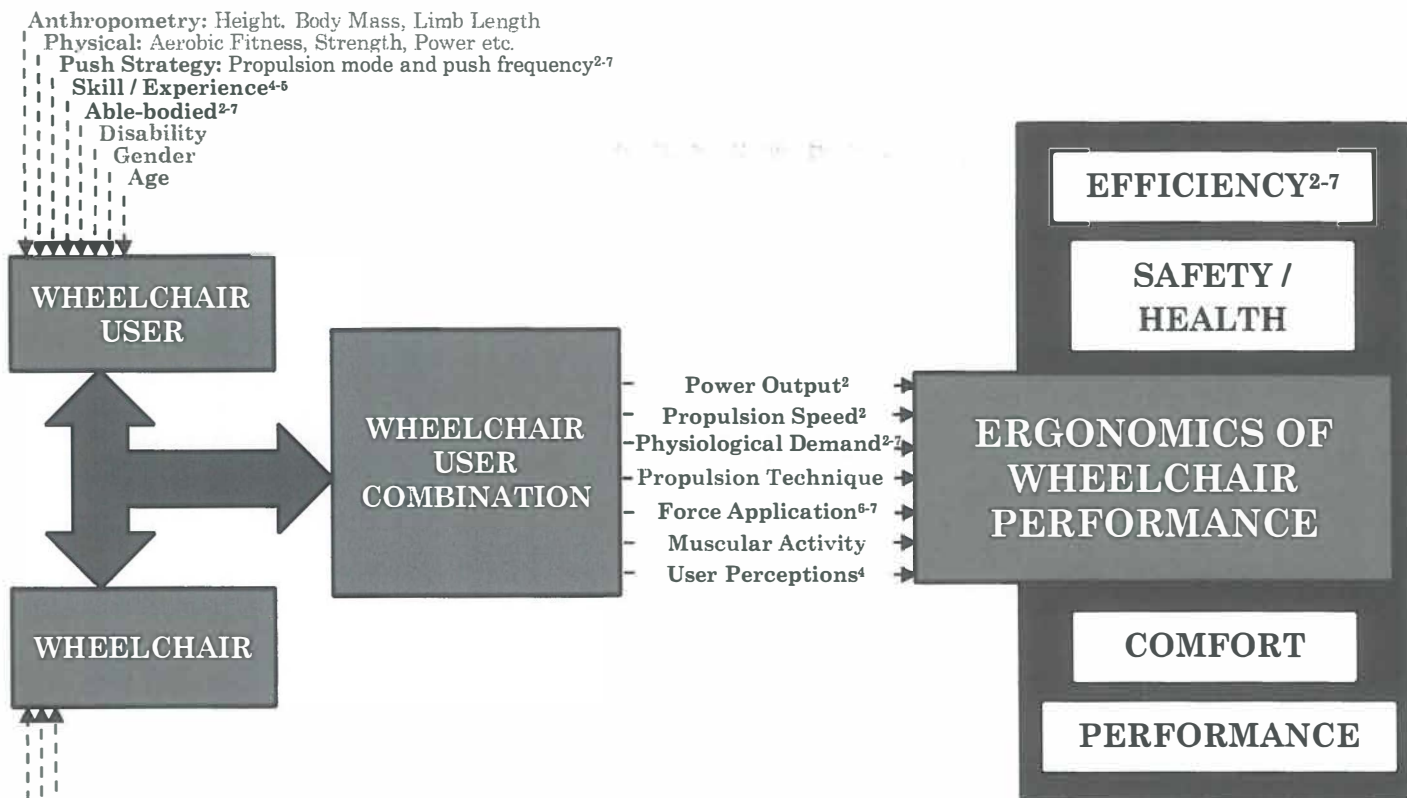 Anthropometry: Height. Body Mass, Limb Length
Physical: Aerobic Fitness, Strength, Power etc.
Push Strategy: Propulsion mode and push frequency²⁻⁷
Skill / Experience⁴⁻⁵
Able-bodied²⁻⁷
Disability
Gender
Age
WHEELCHAIR
USER
WHEELCHAIR
USER
COMBINATION
WHEELCHAIR
Power Output²
Propulsion Speed²
Physiological Demand²⁻⁷
Propulsion Technique
Force Application⁶⁻⁷
Muscular Activity
User Perceptions⁴
EFFICIENCY²⁻⁷
SAFETY /
HEALTH
ERGONOMICS OF
WHEELCHAIR
PERFORMANCE
COMFORT
PERFORMANCE